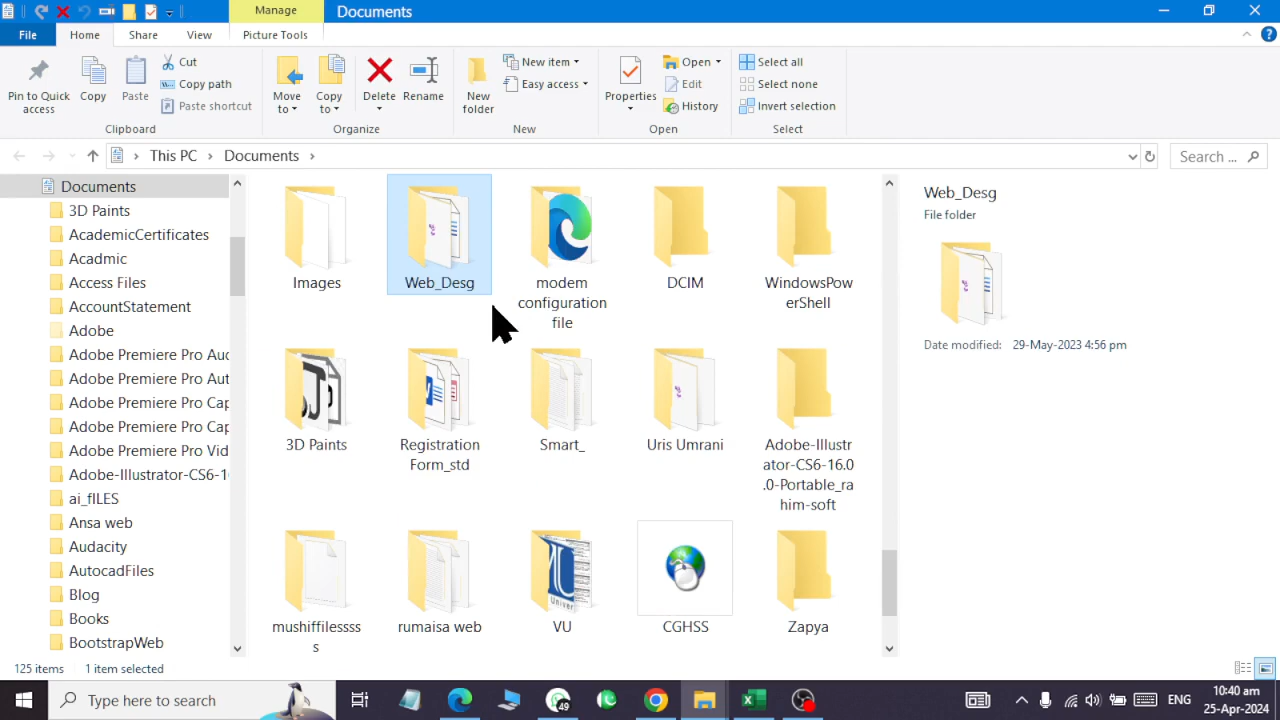 Manage
Documents
File
Home
Share
View
Picture Tools
Pin to Quick access
Copy
Paste
Cut
Copy path
Paste shortcut
Clipboard
Move to
Copy to
Delete
Rename
Organize
New folder
New item
Easy access
New
Properties
Open
Edit
History
Open
Select all
Select none
Invert selection
Select
This PC
Documents
Search ...
Documents
3D Paints
AcademicCertificates
Acadmic
Access Files
AccountStatement
Adobe
Adobe Premiere Pro Auc
Adobe Premiere Pro Aut
Adobe Premiere Pro Cap
Adobe Premiere Pro Cap
Adobe Premiere Pro Vid
Adobe-Illustrator-CS6-16
ai_fILES
Ansa web
Audacity
AutocadFiles
Blog
Books
BootstrapWeb
Images
Web_Desg
modem
configuration
file
DCIM
WindowsPow
erShell
3D Paints
Registration
Form_std
Smart_
Uris Umrani
Adobe-Illustr
ator-CS6-16.0
.0-Portable_ra
him-soft
mushiffilessss
s
rumaisa web
VU
Univer
CGHSS
Zapya
Web_Desg
File folder
Date modified: 29-May-2023 4:56 pm
125 items
1 item selected
Type here to search
49
ENG
10:40 am
25-Apr-2024